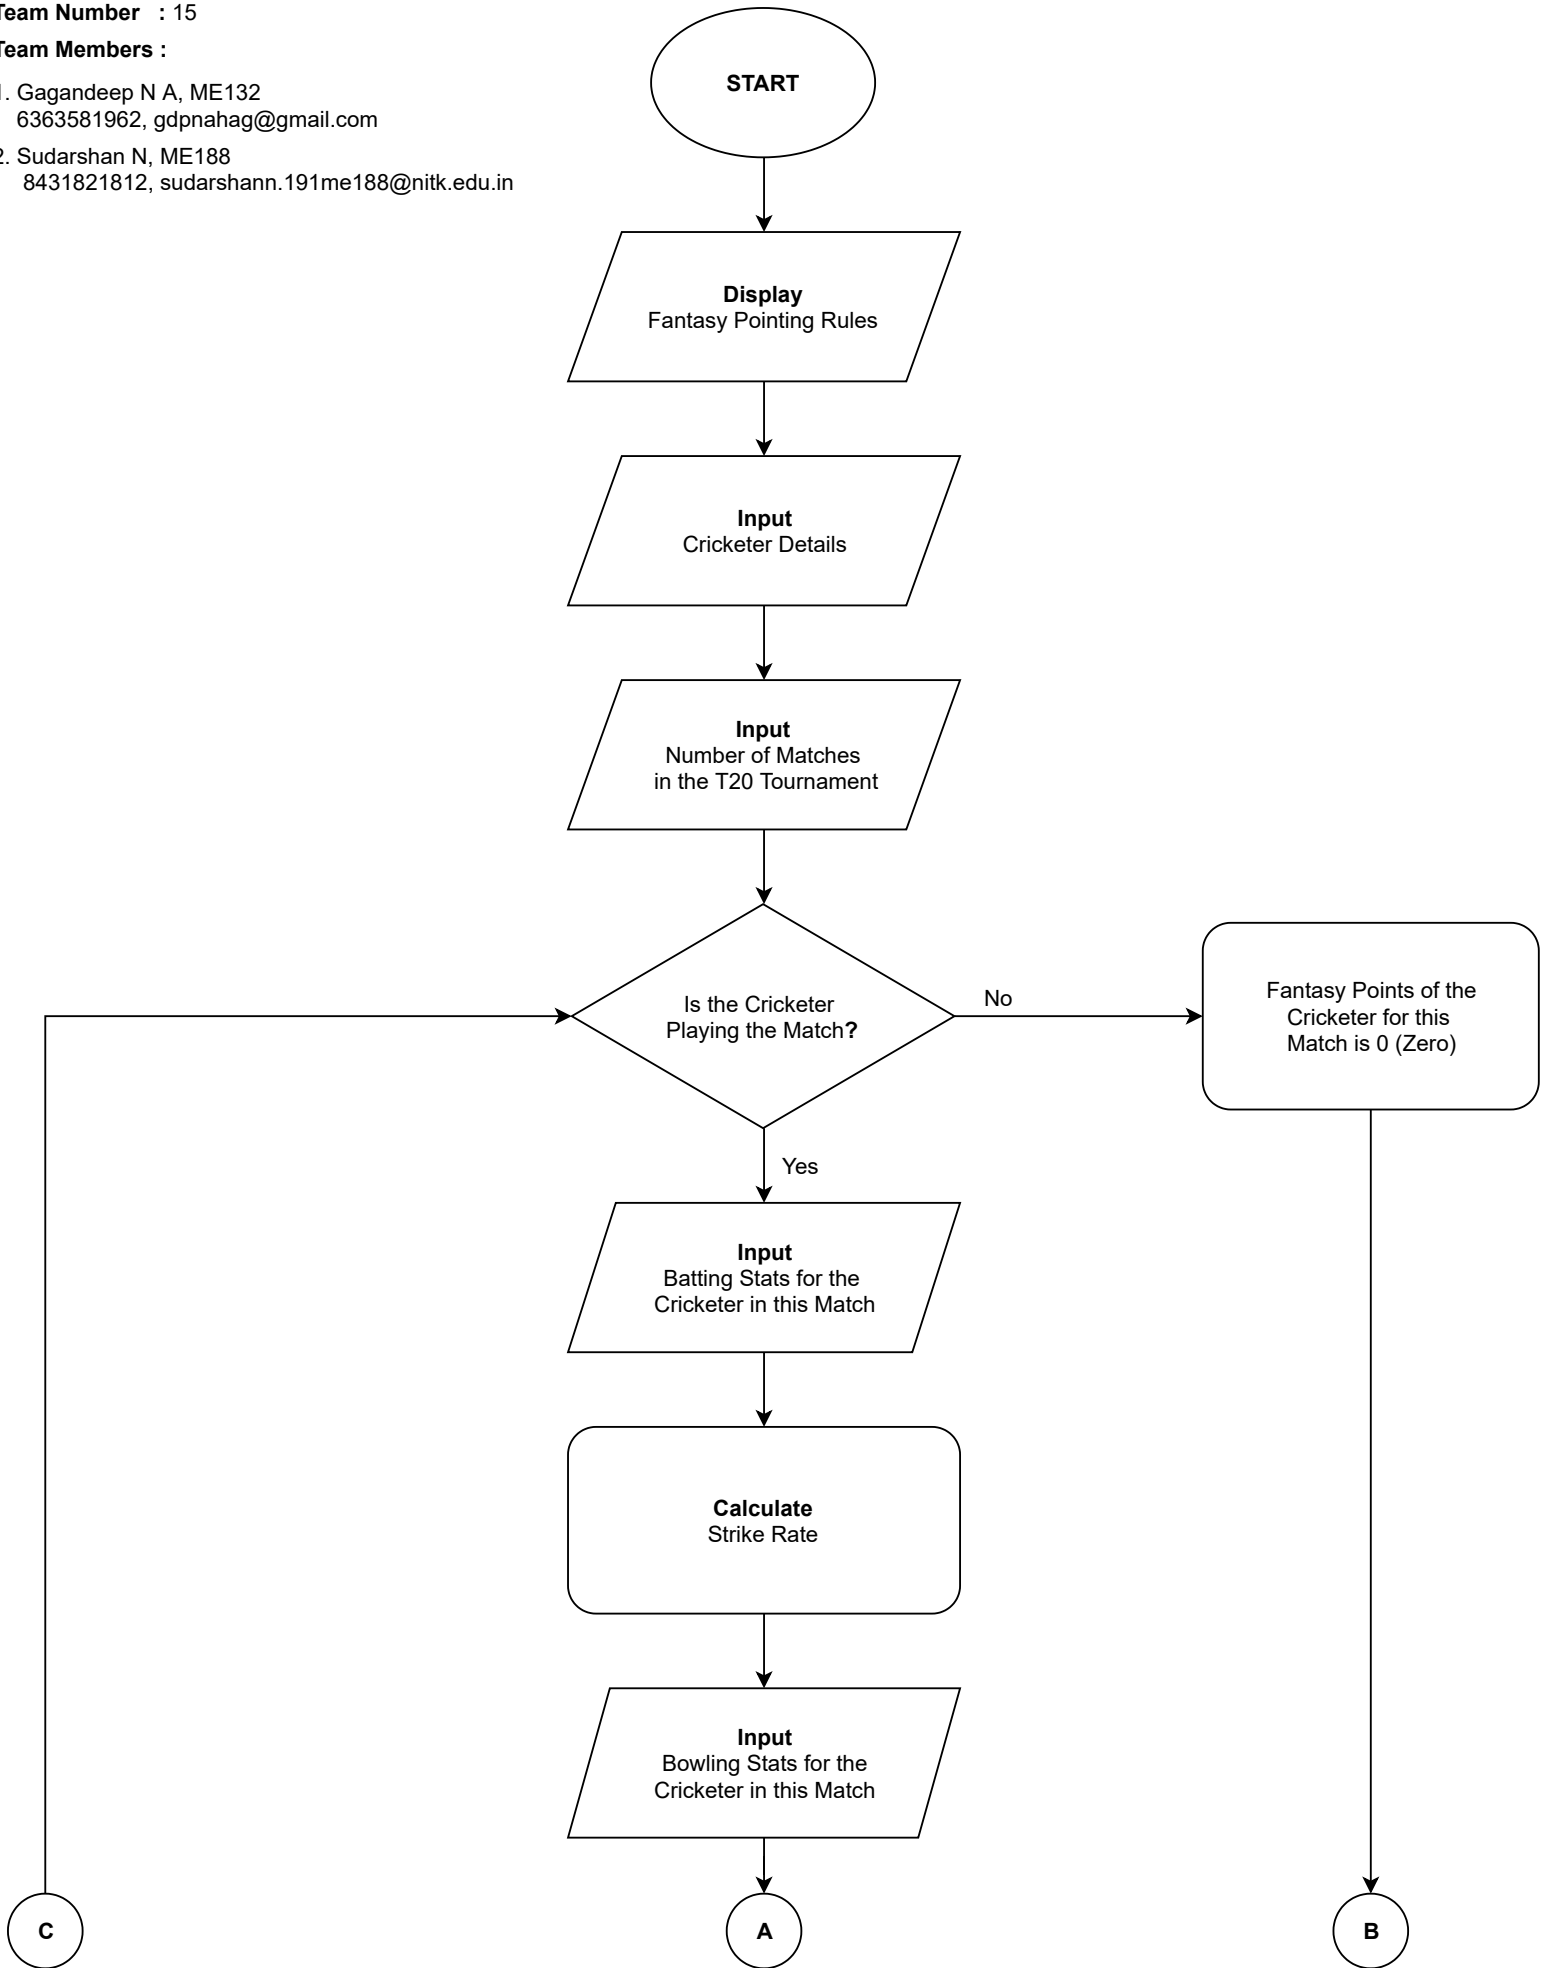 Team Number : 15
Team Members :
1. Gagandeep N A, ME132
6363581962, gdpnahag@gmail.com
2. Sudarshan N, ME188
8431821812, sudarshann.191me188@nitk.edu.in
START
Display
Fantasy Pointing Rules
Input
Cricketer Details
Input
Number of Matches
in the T20 Tournament
Is the Cricketer
Playing the Match?
No
Fantasy Points of the
Cricketer for this
Match is 0 (Zero)
Yes
Input
Batting Stats for the
Cricketer in this Match
Calculate
Strike Rate
Input
Bowling Stats for the
Cricketer in this Match
C
A
B